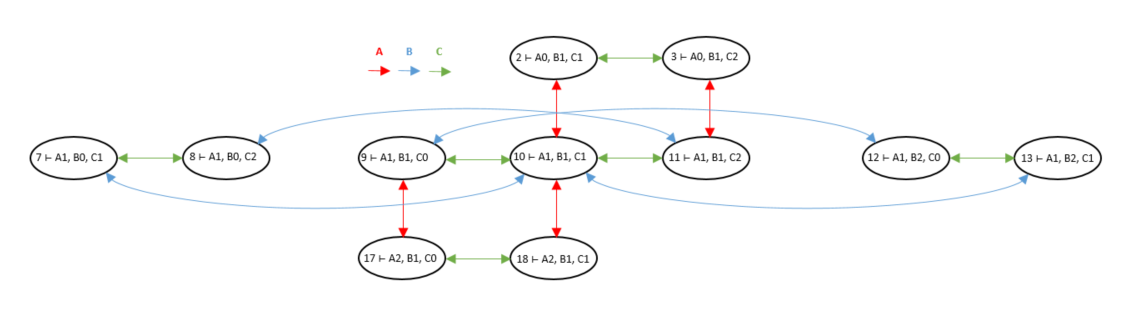 A B C
2 ⊢ A0, B1, C1
3 ⊢ A0, B1, C2
7 ⊢ A1, B0, C1
8 ⊢ A1, B0, C2
9 ⊢ A1, B1, C0
10 ⊢ A1, B1, C1
11 ⊢ A1, B1, C2
12 ⊢ A1, B2, C0
13 ⊢ A1, B2, C1
17 ⊢ A2, B1, C0
18 ⊢ A2, B1, C1